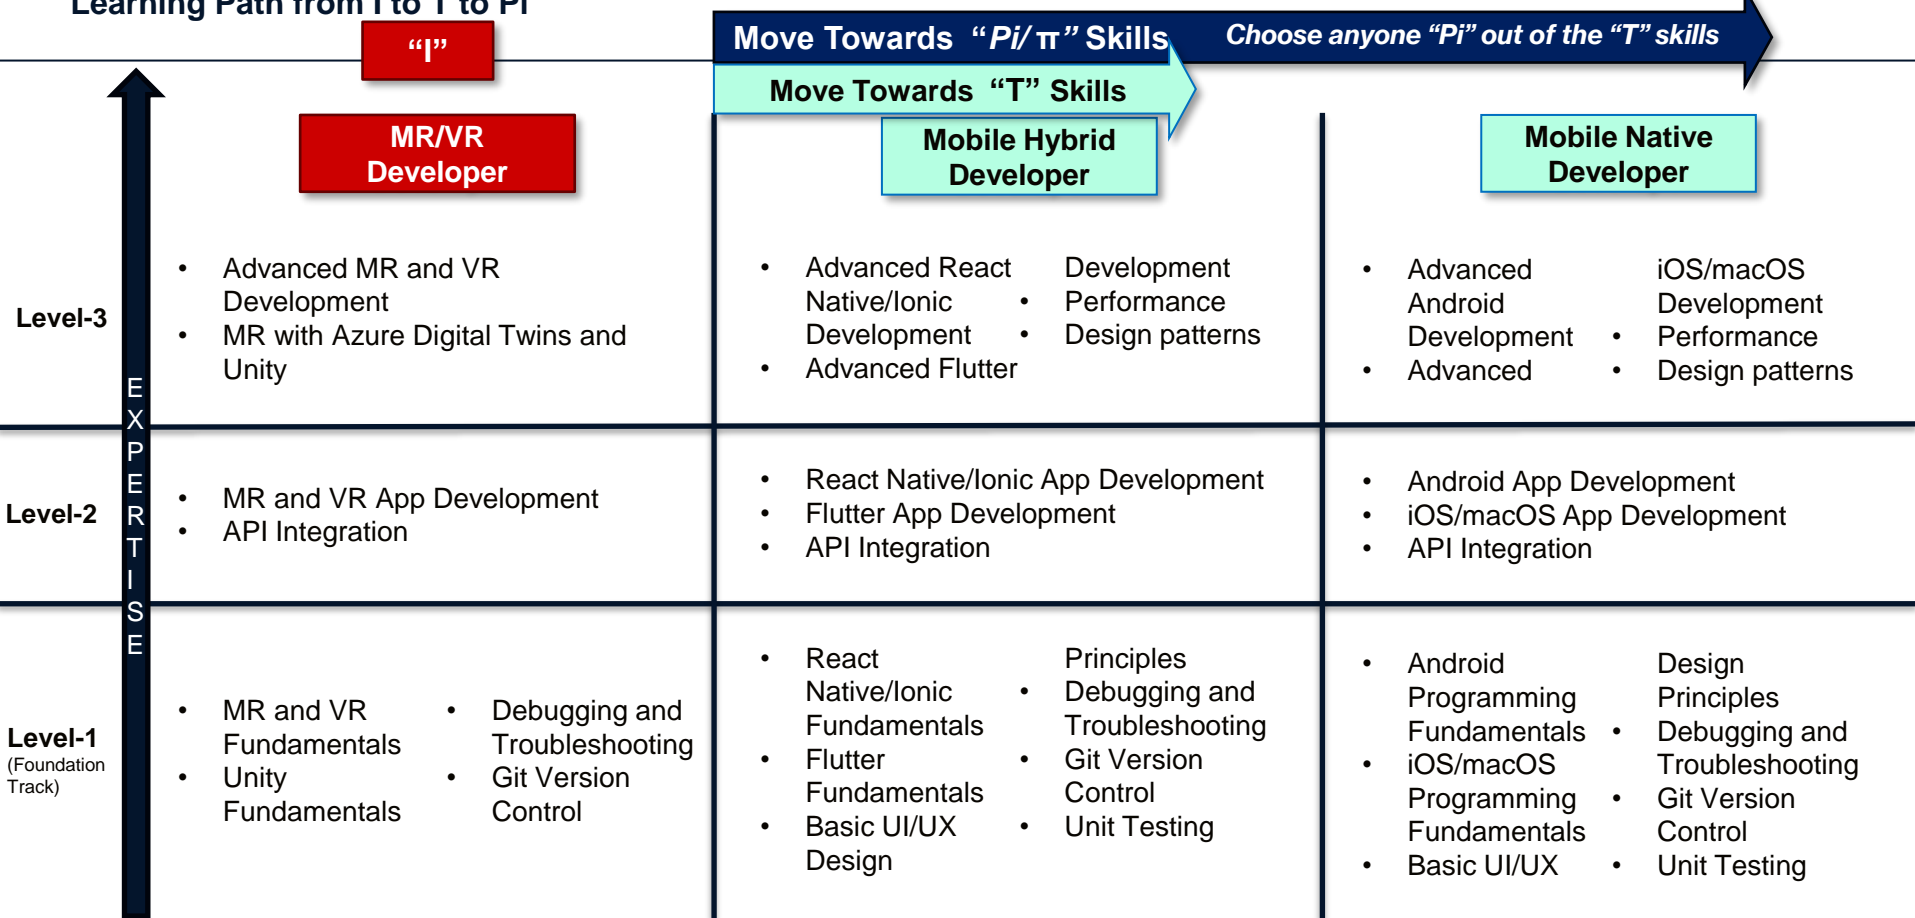 Learning Path from I to T to Pi
“I”
Move Towards “Pi/π” Skills
Choose anyone “Pi” out of the “T” skills
Move Towards “T” Skills
MR/VR
Developer
Mobile Hybrid
Developer
Mobile Native
Developer
EXPERTISE
Level-3
• Advanced MR and VR
Development
• MR with Azure Digital Twins and
Unity
• Advanced React
Native/Ionic
Development
• Advanced Flutter
Development
• Performance
• Design patterns
• Advanced
Android
Development
• Advanced
iOS/macOS
Development
• Performance
• Design patterns
Level-2
• MR and VR App Development
• API Integration
• React Native/Ionic App Development
• Flutter App Development
• API Integration
• Android App Development
• iOS/macOS App Development
• API Integration
Level-1
(Foundation
Track)
• MR and VR
Fundamentals
• Unity
Fundamentals
• Debugging and
Troubleshooting
• Git Version
Control
• React
Native/Ionic
Fundamentals
• Flutter
Fundamentals
• Basic UI/UX
Design
Principles
• Debugging and
Troubleshooting
• Git Version
Control
• Unit Testing
• Android
Programming
Fundamentals
• iOS/macOS
Programming
Fundamentals
• Basic UI/UX
Design
Principles
• Debugging and
Troubleshooting
• Git Version
Control
• Unit Testing